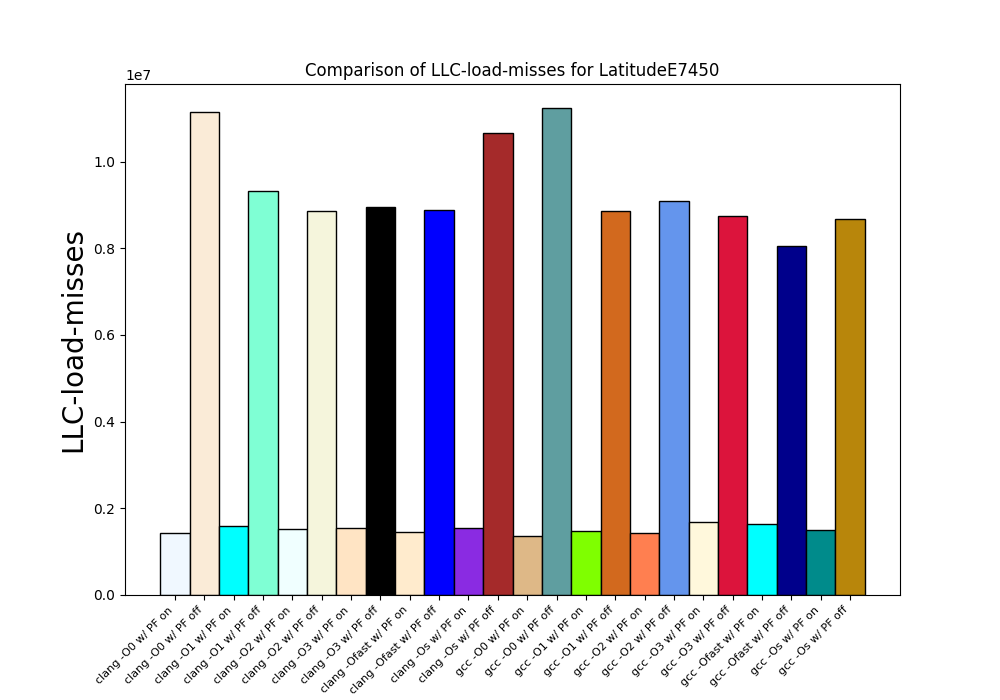 Comparison of LLC-load-misses for LatitudeE7450
1e7
LLC-load-misses
1.0
0.8
0.6
0.4
0.2
0.0
clang -O0 w/ PF on
clang -O0 w/ PF off
clang -O1 w/ PF on
clang -O1 w/ PF off
clang -O2 w/ PF on
clang -O2 w/ PF off
clang -O3 w/ PF on
clang -O3 w/ PF off
clang -Ofast w/ PF on
clang -Ofast w/ PF off
clang -Os w/ PF on
clang -Os w/ PF off
gcc -O0 w/ PF on
gcc -O0 w/ PF off
gcc -O1 w/ PF on
gcc -O1 w/ PF off
gcc -O2 w/ PF on
gcc -O2 w/ PF off
gcc -O3 w/ PF on
gcc -O3 w/ PF off
gcc -Ofast w/ PF on
gcc -Ofast w/ PF off
gcc -Os w/ PF on
gcc -Os w/ PF off